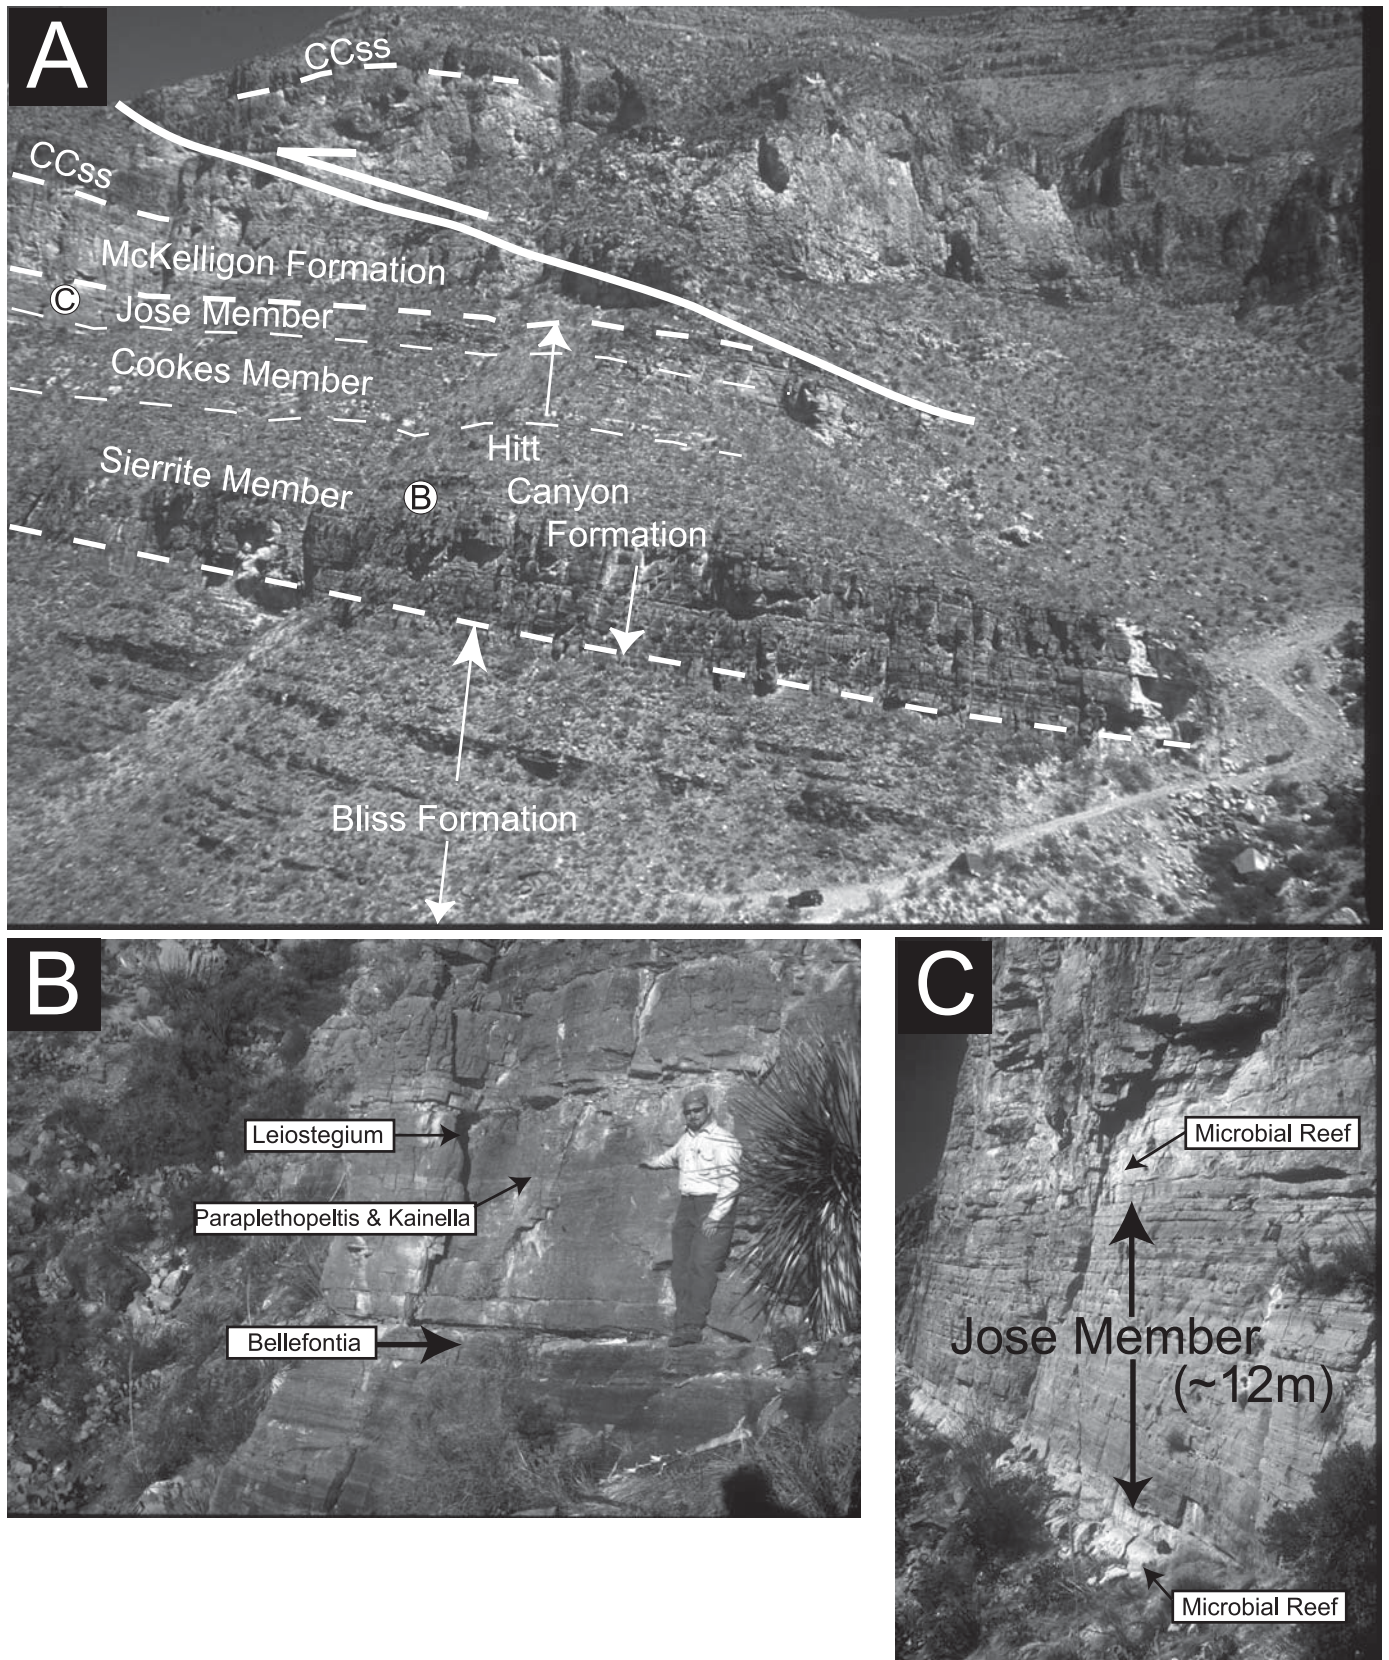 A
CCss
CCss
McKelligon Formation
C
Jose Member
Cookes Member
Hitt
Canyon
Formation
Sierrite Member
B
Bliss Formation
B
Leiostegium
Paraplethopeltis & Kainella
Bellefontia
C
Microbial Reef
Jose Member
(~12m)
Microbial Reef